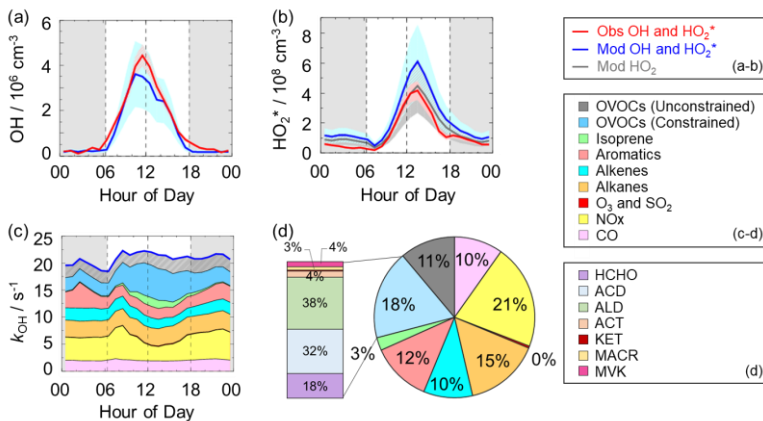 (a)
OH / 10⁶ cm⁻³
6
4
2
0
00 06 12 18 00
Hour of Day
(b)
HO₂* / 10⁸ cm⁻³
8
6
4
2
0
00 06 12 18 00
Hour of Day
Obs OH and HO₂*
Mod OH and HO₂*
Mod HO₂
(a-b)
OVOCs (Unconstrained)
OVOCs (Constrained)
Isoprene
Aromatics
Alkenes
Alkanes
O₃ and SO₂
NOx
CO
(c-d)
(c)
k_OH / s⁻¹
25
20
15
10
5
0
00 06 12 18 00
Hour of Day
(d)
3% 4%
4%
38%
32%
18%
11%
10%
21%
0%
15%
10%
12%
3%
18%
HCHO
ACD
ALD
ACT
KET
MACR
MVK
(d)